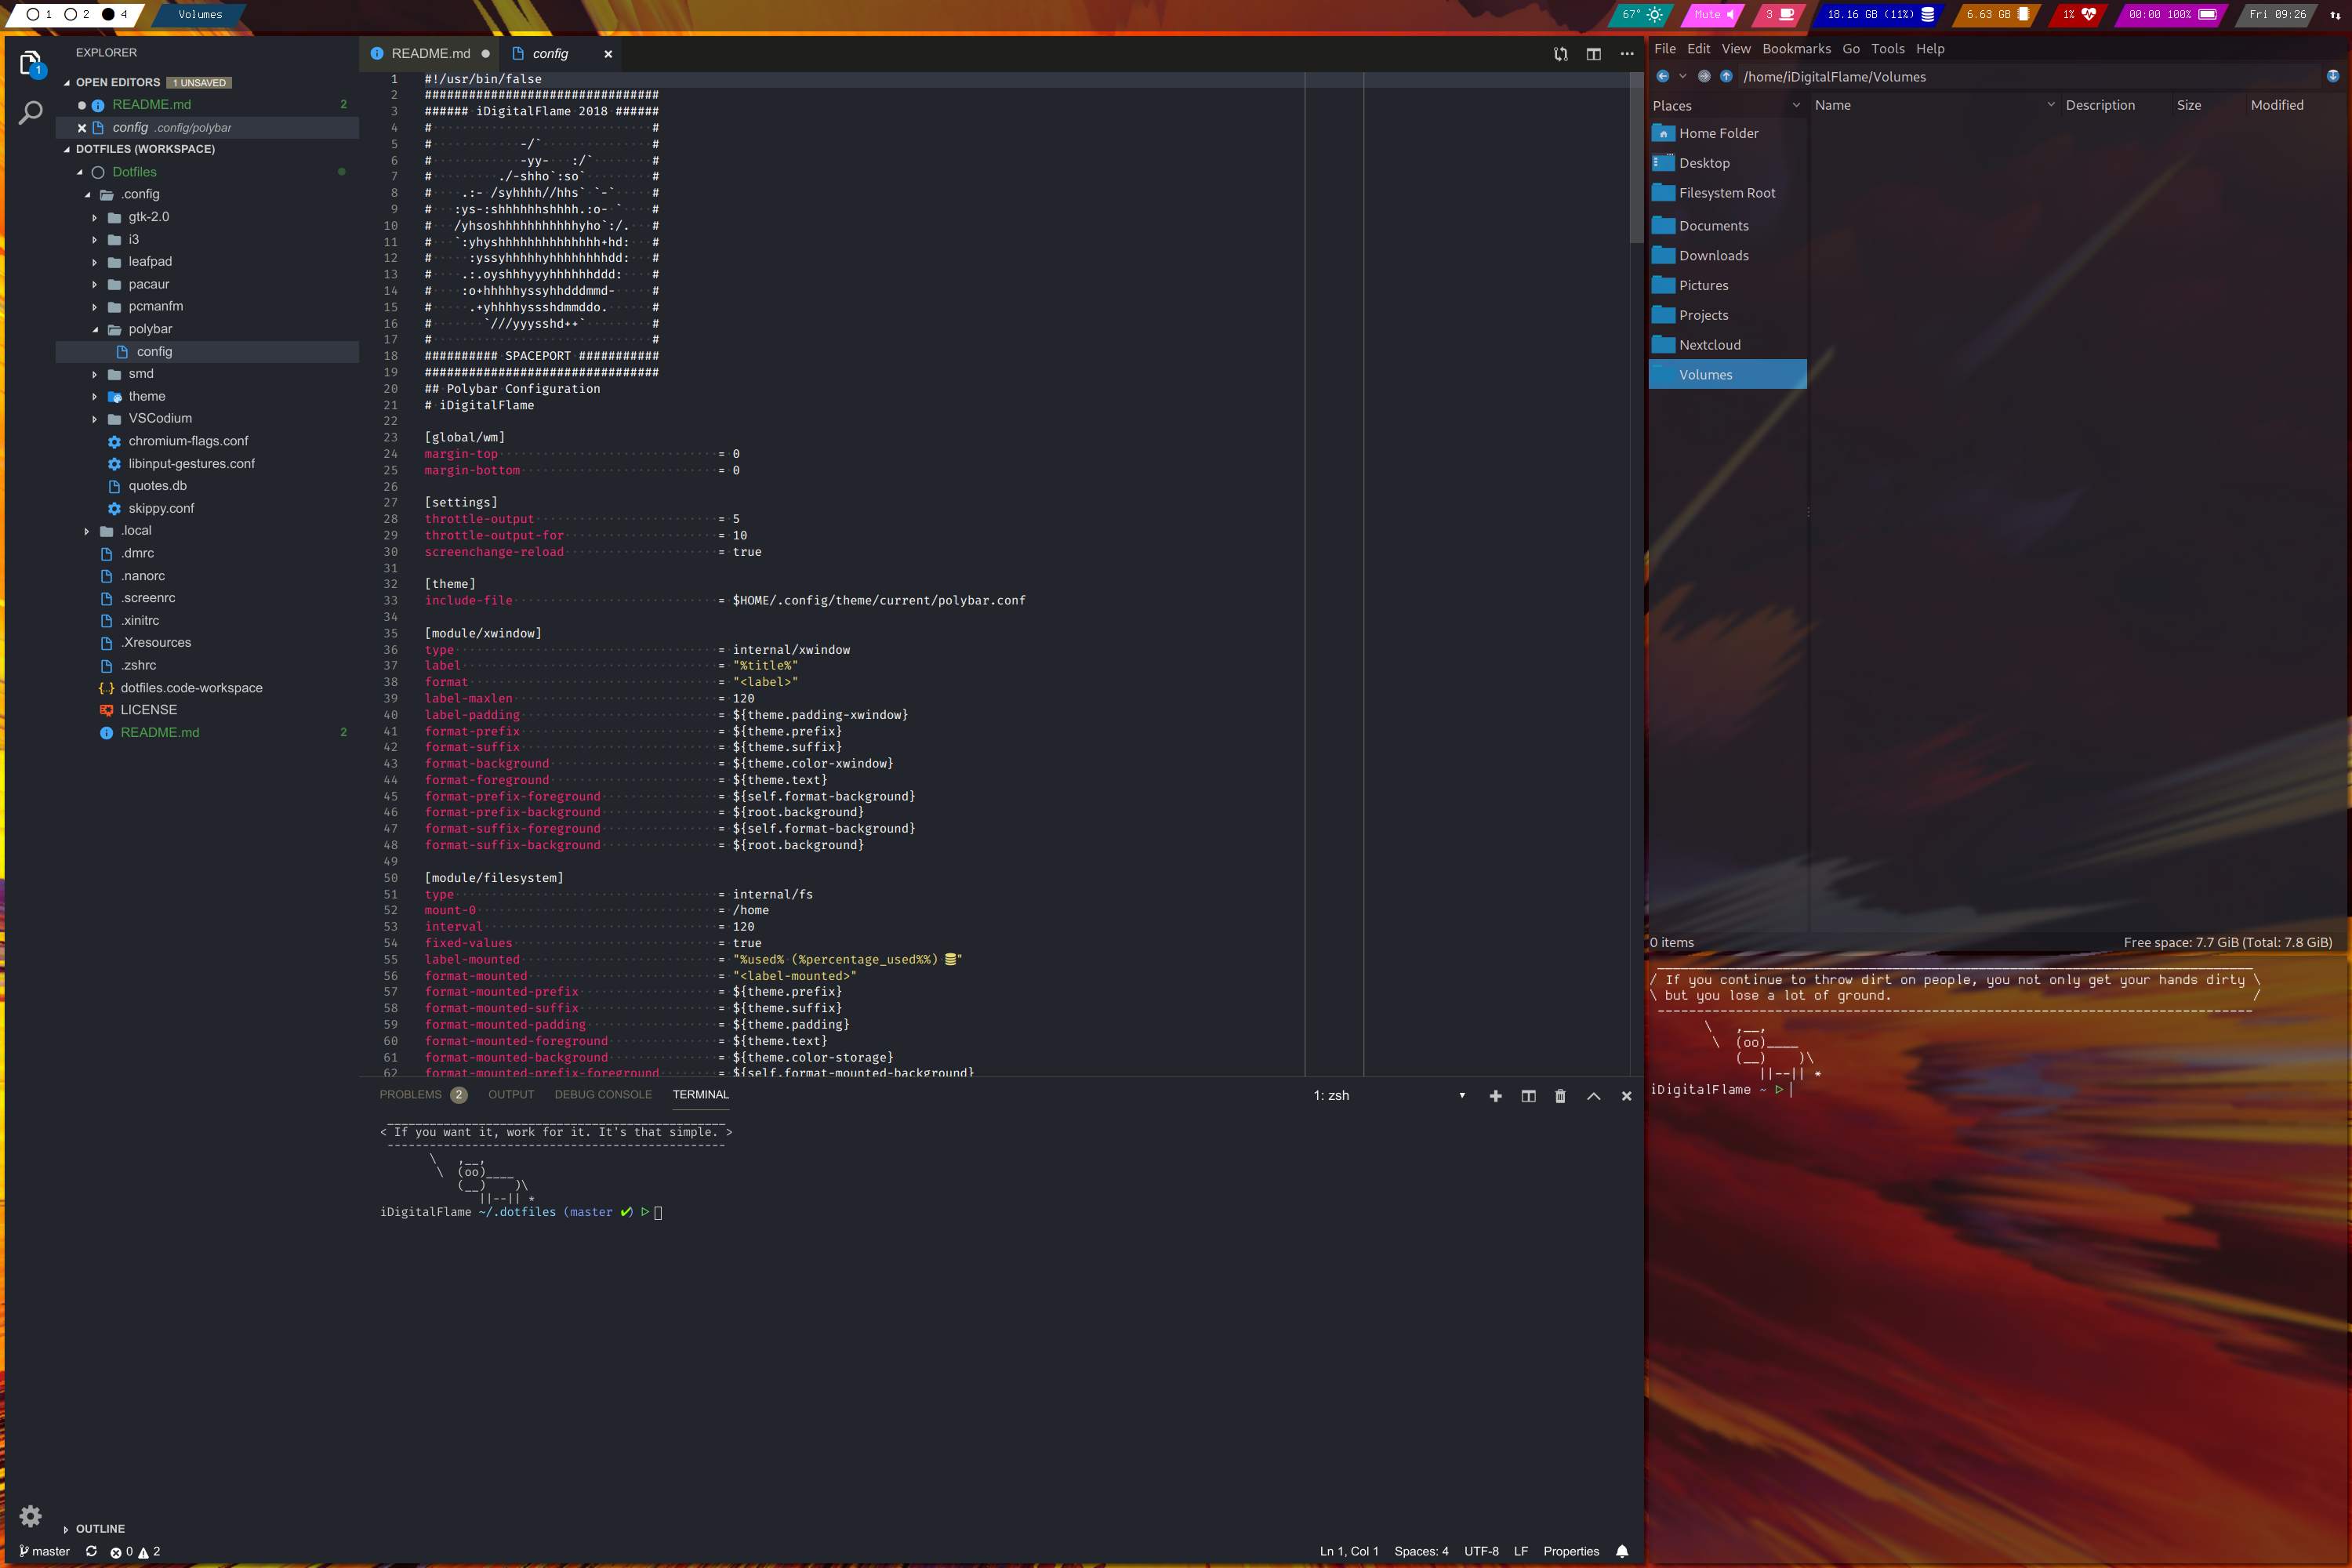 1 2 4 Volumes 67° Mute 3 18.16 GB (11%) 6.63 GB 1% 00:00 100% Fri 09:26
EXPLORER
OPEN EDITORS 1 UNSAVED
README.md 2
config .config/polybar
DOTFILES (WORKSPACE)
Dotfiles
.config
gtk-2.0
i3
leafpad
pacaur
pcmanfm
polybar
config
smd
theme
VSCodium
chromium-flags.conf
libinput-gestures.conf
quotes.db
skippy.conf
.local
.dmrc
.nanorc
.screenrc
.xinitrc
.Xresources
.zshrc
dotfiles.code-workspace
LICENSE
README.md 2
OUTLINE
README.md config
1 #!/usr/bin/false
2 ################################
3 ###### iDigitalFlame 2018 ######
4 #                              #
5 #            -/`               #
6 #            -yy-   :/`        #
7 #         ./-shho`:so`         #
8 #    .:- /syhhhh//hhs` `-`     #
9 #   :ys-:shhhhhhshhhh.:o- `    #
10 #   /yhsoshhhhhhhhhhhhyho`:/.   #
11 #   `:yhyshhhhhhhhhhhhhh+hd:   #
12 #     :yssyhhhhhyhhhhhhhhdd:   #
13 #    .:.oyshhhyyyhhhhhhddd:    #
14 #    :o+hhhhhyssyhhdddmmd-     #
15 #     .+yhhhhyssshdmmddo.      #
16 #       `///yyysshd++`         #
17 #                              #
18 ########## SPACEPORT ###########
19 ################################
20 ## Polybar Configuration
21 # iDigitalFlame
22
23 [global/wm]
24 margin-top = 0
25 margin-bottom = 0
26
27 [settings]
28 throttle-output = 5
29 throttle-output-for = 10
30 screenchange-reload = true
31
32 [theme]
33 include-file = $HOME/.config/theme/current/polybar.conf
34
35 [module/xwindow]
36 type = internal/xwindow
37 label = "%title%"
38 format = "<label>"
39 label-maxlen = 120
40 label-padding = ${theme.padding-xwindow}
41 format-prefix = ${theme.prefix}
42 format-suffix = ${theme.suffix}
43 format-background = ${theme.color-xwindow}
44 format-foreground = ${theme.text}
45 format-prefix-foreground = ${self.format-background}
46 format-prefix-background = ${root.background}
47 format-suffix-foreground = ${self.format-background}
48 format-suffix-background = ${root.background}
49
50 [module/filesystem]
51 type = internal/fs
52 mount-0 = /home
53 interval = 120
54 fixed-values = true
55 label-mounted = "%used% (%percentage_used%%) "
56 format-mounted = "<label-mounted>"
57 format-mounted-prefix = ${theme.prefix}
58 format-mounted-suffix = ${theme.suffix}
59 format-mounted-padding = ${theme.padding}
60 format-mounted-foreground = ${theme.text}
61 format-mounted-background = ${theme.color-storage}
62 format-mounted-prefix-foreground = ${self.format-mounted-background}
PROBLEMS 2 OUTPUT DEBUG CONSOLE TERMINAL 1: zsh
< If you want it, work for it. It's that simple. >
 -----------------------------------------------
       \   ,__,
        \  (oo)____
           (__)    )\
              ||--|| *
iDigitalFlame ~/.dotfiles (master ✔) ▷
master 0 2 Ln 1, Col 1 Spaces: 4 UTF-8 LF Properties
File Edit View Bookmarks Go Tools Help
/home/iDigitalFlame/Volumes
Places Name Description Size Modified
Home Folder
Desktop
Filesystem Root
Documents
Downloads
Pictures
Projects
Nextcloud
Volumes
0 items Free space: 7.7 GiB (Total: 7.8 GiB)
/ If you continue to throw dirt on people, you not only get your hands dirty \
\ but you lose a lot of ground. /
 ----------------------------------------------------------------------------
       \   ,__,
        \  (oo)____
           (__)    )\
              ||--|| *
iDigitalFlame ~ ▷